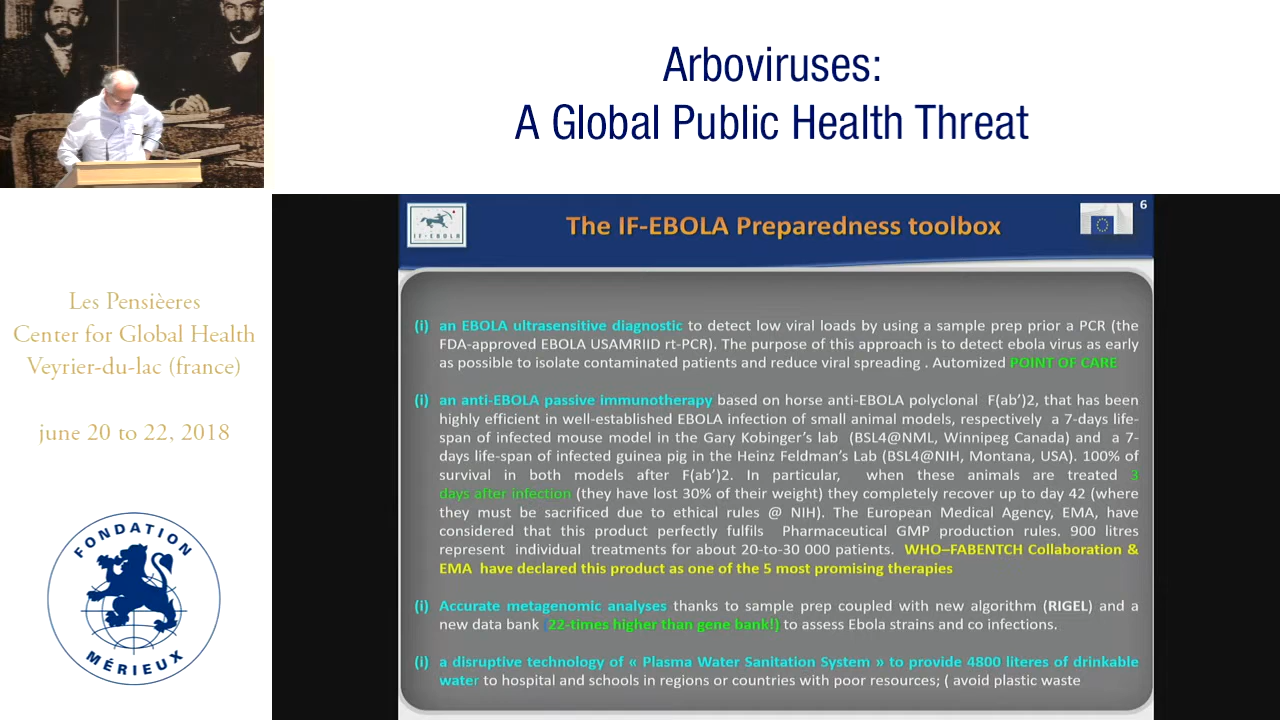 Arboviruses:
A Global Public Health Threat
Les Pensièeres
Center for Global Health
Veyrier-du-lac (france)
june 20 to 22, 2018
FONDATION
MÉRIEUX
IF-EBOLA
The IF-EBOLA Preparedness toolbox
6
(i) an EBOLA ultrasensitive diagnostic to detect low viral loads by using a sample prep prior a PCR (the
FDA-approved EBOLA USAMRIID rt-PCR). The purpose of this approach is to detect ebola virus as early
as possible to isolate contaminated patients and reduce viral spreading . Automized POINT OF CARE
(i) an anti-EBOLA passive immunotherapy based on horse anti-EBOLA polyclonal F(ab')2, that has been
highly efficient in well-established EBOLA infection of small animal models, respectively a 7-days life-
span of infected mouse model in the Gary Kobinger's lab (BSL4@NML, Winnipeg Canada) and a 7-
days life-span of infected guinea pig in the Heinz Feldman's Lab (BSL4@NIH, Montana, USA). 100% of
survival in both models after F(ab')2. In particular, when these animals are treated 3
days after infection (they have lost 30% of their weight) they completely recover up to day 42 (where
they must be sacrificed due to ethical rules @ NIH). The European Medical Agency, EMA, have
considered that this product perfectly fulfils Pharmaceutical GMP production rules. 900 litres
represent individual treatments for about 20-to-30 000 patients. WHO–FABENTCH Collaboration &
EMA have declared this product as one of the 5 most promising therapies
(i) Accurate metagenomic analyses thanks to sample prep coupled with new algorithm (RIGEL) and a
new data bank (22-times higher than gene bank!) to assess Ebola strains and co infections.
(i) a disruptive technology of « Plasma Water Sanitation System » to provide 4800 literes of drinkable
water to hospital and schools in regions or countries with poor resources; ( avoid plastic waste